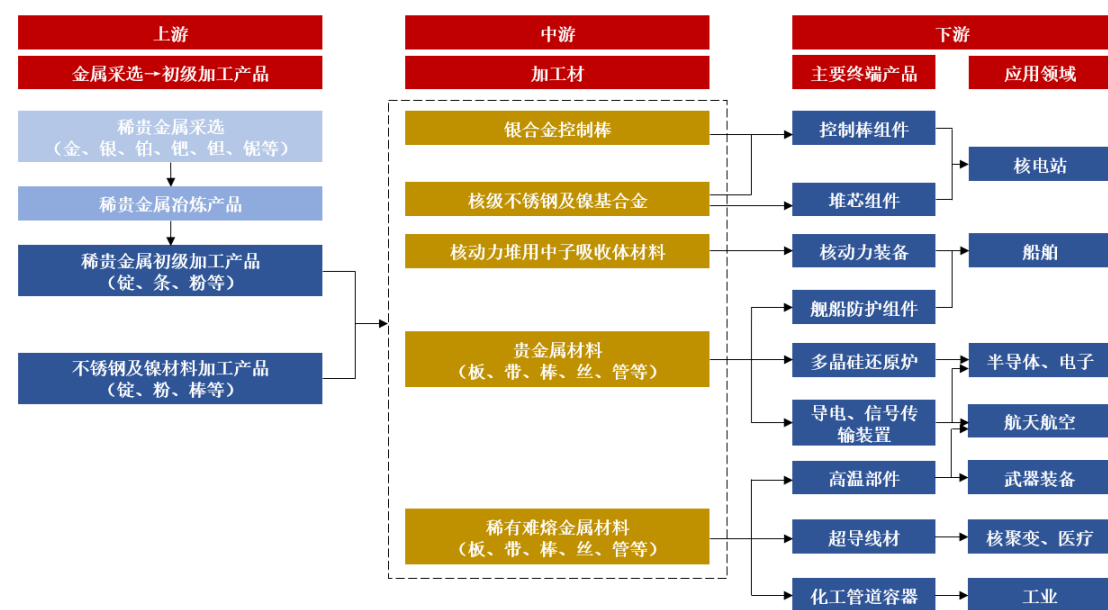 上游
金属采选→初级加工产品
稀贵金属采选
（金、银、铂、钯、钽、铌等）
稀贵金属冶炼产品
稀贵金属初级加工产品
（锭、条、粉等）
不锈钢及镍材料加工产品
（锭、粉、棒等）
中游
加工材
银合金控制棒
核级不锈钢及镍基合金
核动力堆用中子吸收体材料
贵金属材料
（板、带、棒、丝、管等）
稀有难熔金属材料
（板、带、棒、丝、管等）
下游
主要终端产品
应用领域
控制棒组件
堆芯组件
核动力装备
舰船防护组件
多晶硅还原炉
导电、信号传
输装置
高温部件
超导线材
化工管道容器
核电站
船舶
半导体、电子
航天航空
武器装备
核聚变、医疗
工业